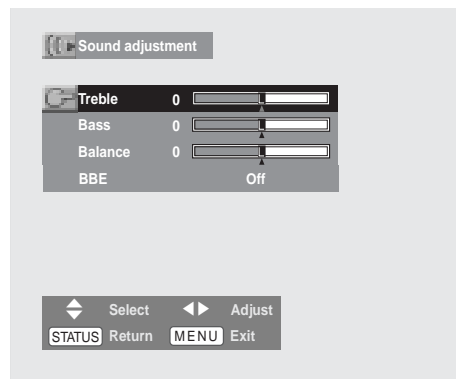 Sound adjustment
Treble 0
Bass 0
Balance 0
BBE Off
Select Adjust
STATUS Return MENU Exit